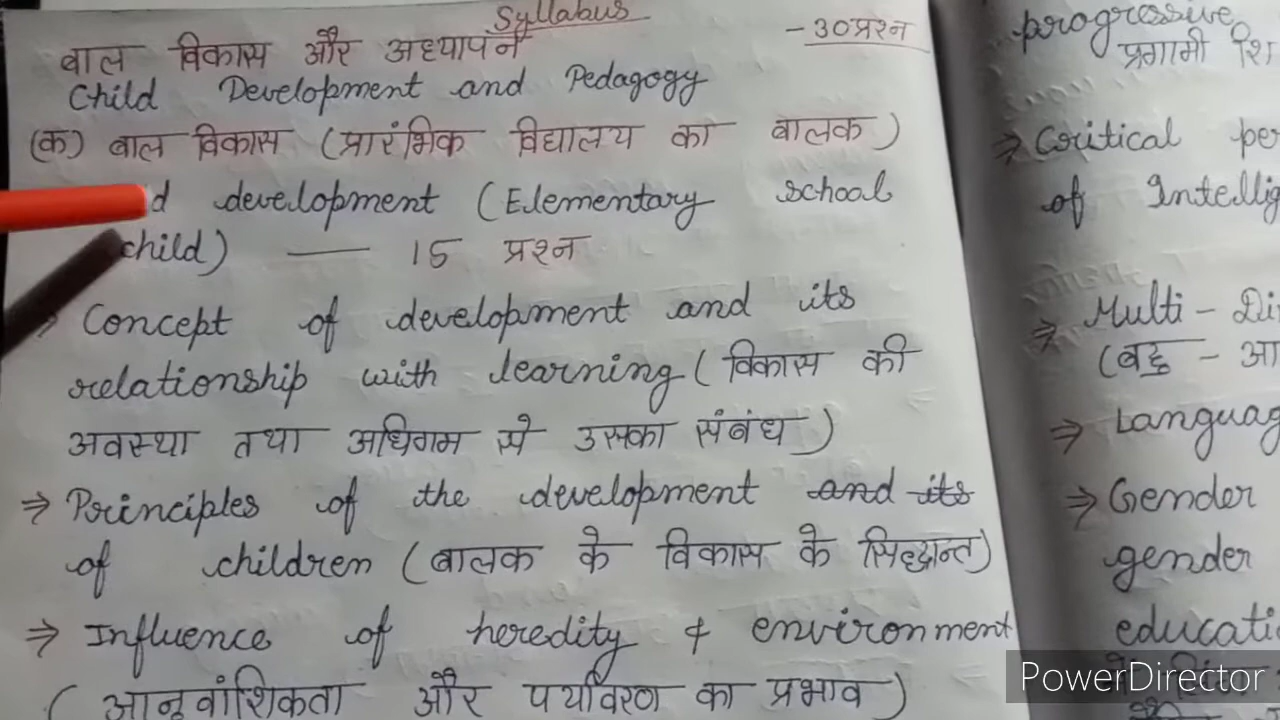 Syllabus
बाल विकास और अध्यापन - 30प्रश्न
Child Development and Pedagogy
(क) बाल विकास (प्रारंभिक विद्यालय का बालक)
d development (Elementary school
child) — 15 प्रश्न
⇒ Concept of development and its
relationship with learning (विकास की
अवस्था तथा अधिगम से उसका संबंध)
⇒ Principles of the development and its
of children (बालक के विकास के सिद्धान्त)
⇒ Influence of heredity & environment
(आनुवांशिकता और पर्यावरण का प्रभाव)
progressive
प्रगामी शि
⇒ Critical pe
of Intellig
⇒ Multi - Di
(बहु - आ
⇒ Languag
⇒ Gender
gender
educati
PowerDirector